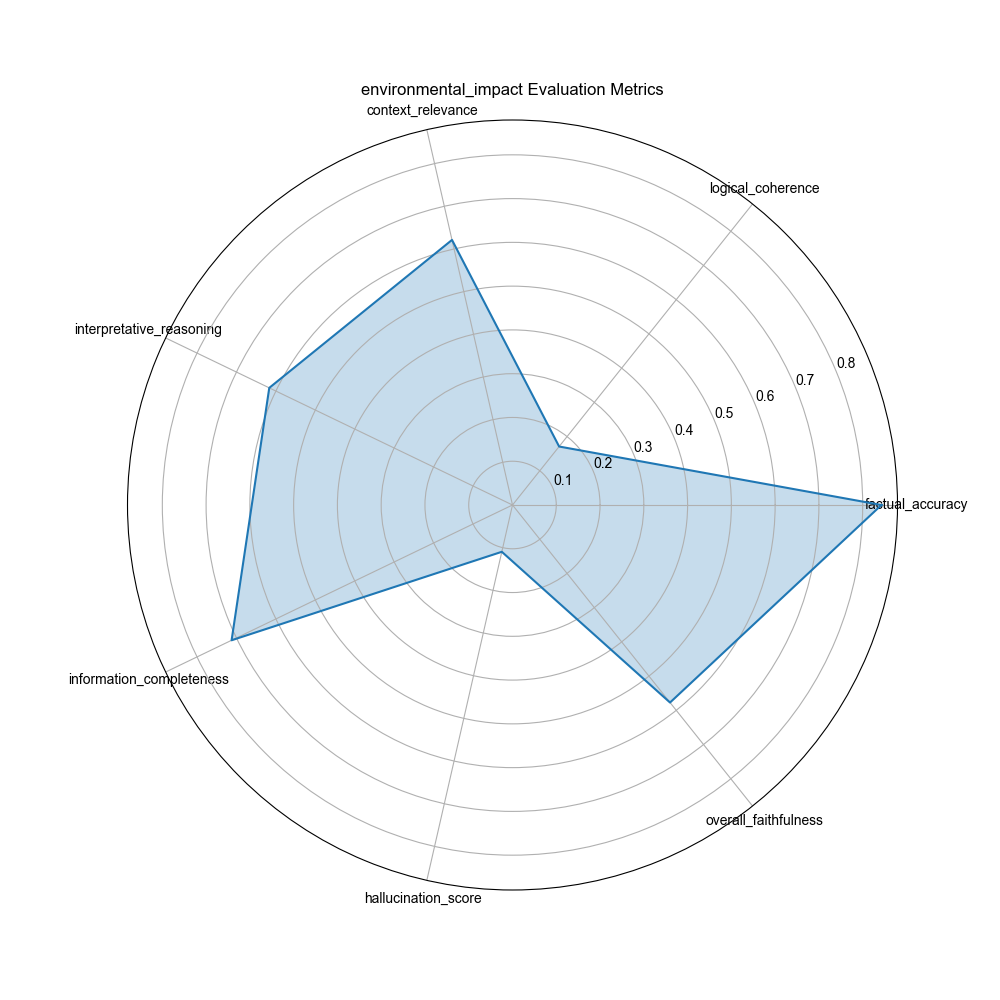 environmental_impact Evaluation Metrics
context_relevance
logical_coherence
interpretative_reasoning
0.8
0.7
0.6
0.5
0.4
0.3
0.2
0.1
factual_accuracy
information_completeness
overall_faithfulness
hallucination_score